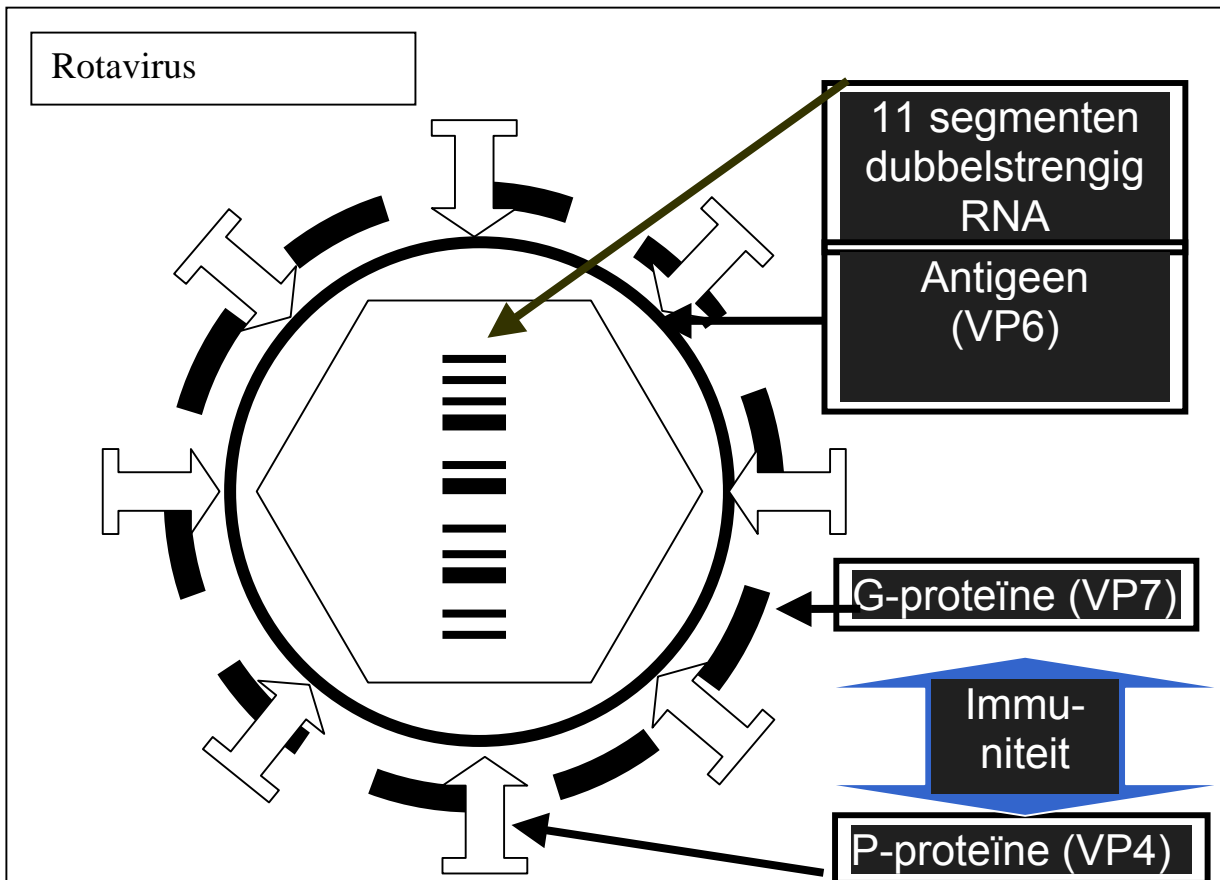 Rotavirus
11 segmenten
dubbelstrengig
RNA
Antigeen
(VP6)
G-proteïne (VP7)
Immu-
niteit
P-proteïne (VP4)